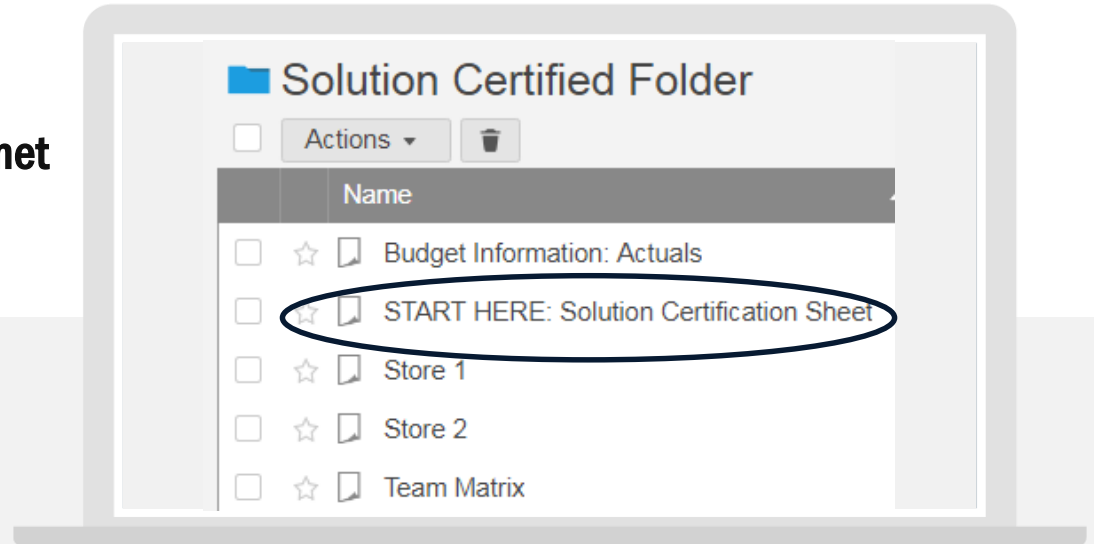 Solution Certified Folder
Actions
Name
Budget Information: Actuals
START HERE: Solution Certification Sheet
Store 1
Store 2
Team Matrix